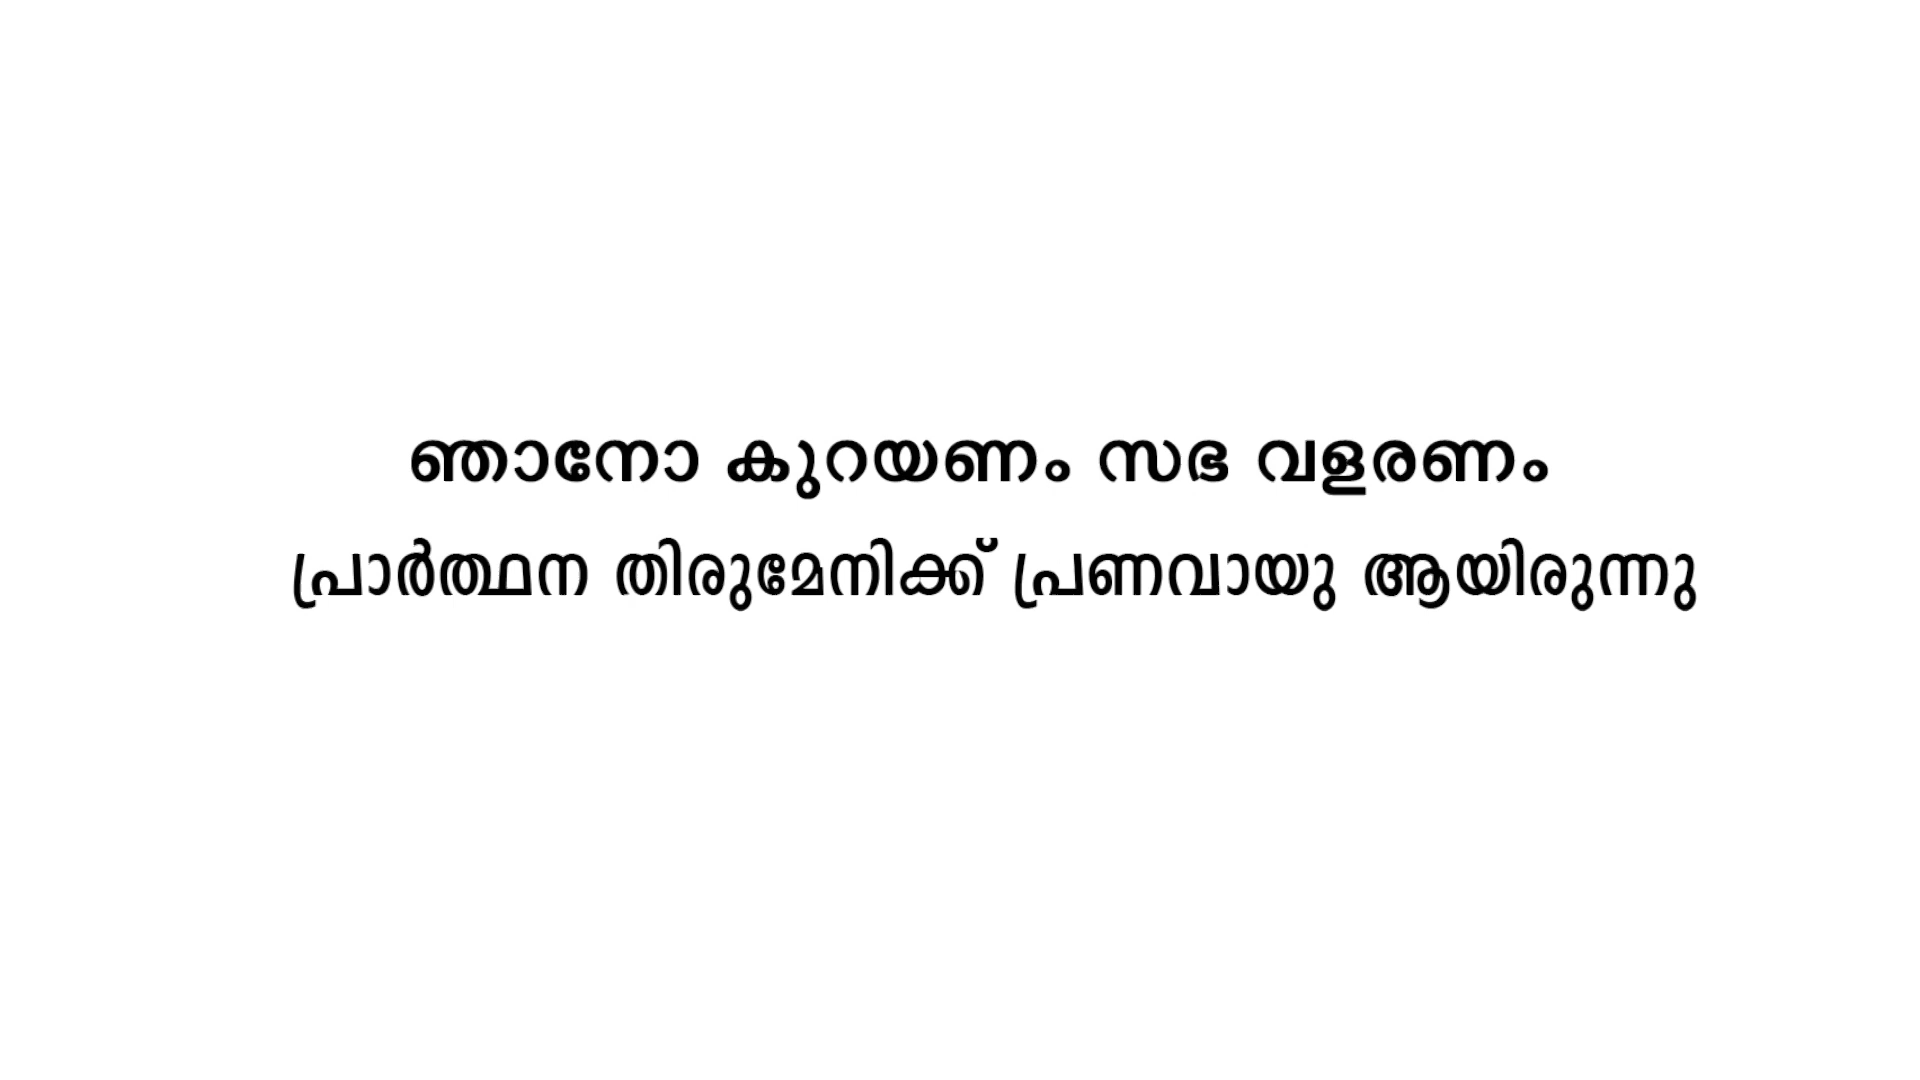 ഞാനോ കുറയണം സഭ വളരണം
പ്രാർത്ഥന തിരുമേനിക്ക് പ്രണവായു ആയിരുന്നു